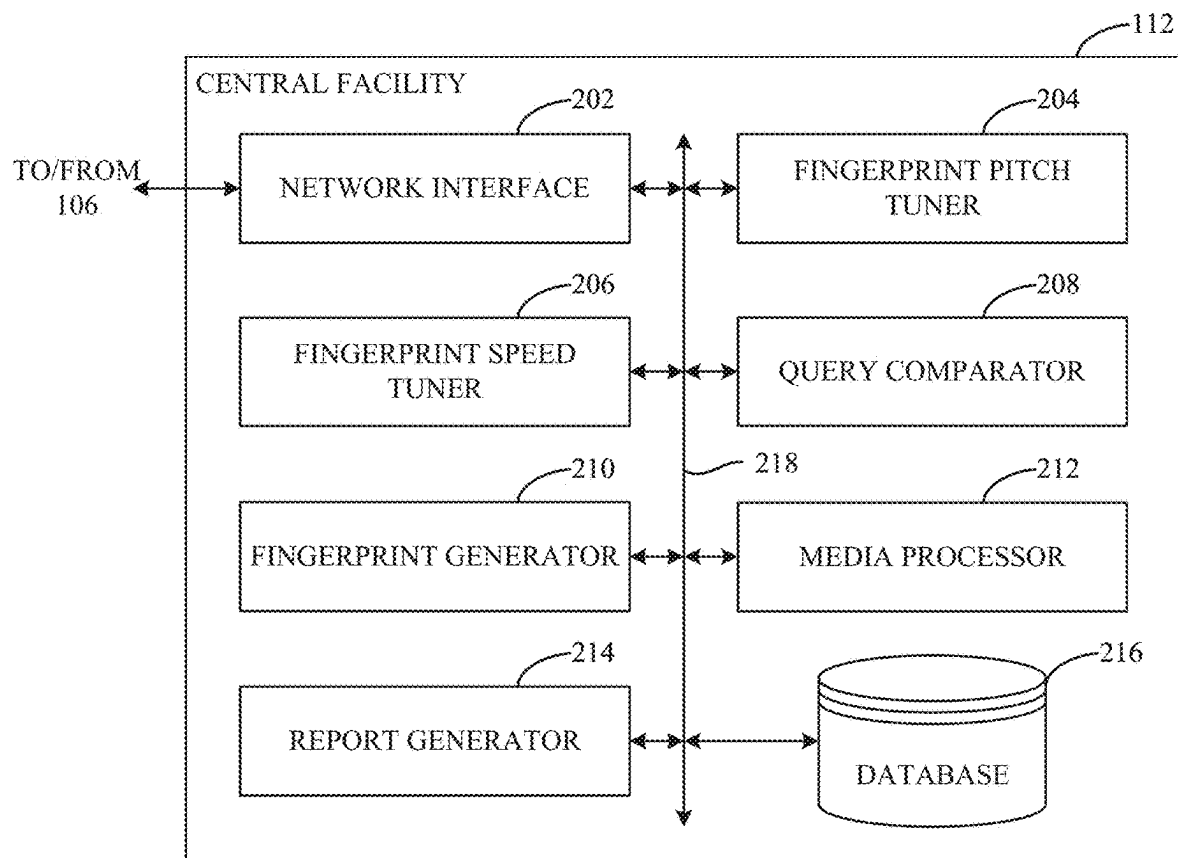 112
CENTRAL FACILITY
202
204
TO/FROM
106
NETWORK INTERFACE
FINGERPRINT PITCH
TUNER
206
208
FINGERPRINT SPEED
TUNER
QUERY COMPARATOR
218
210
212
FINGERPRINT GENERATOR
MEDIA PROCESSOR
214
216
REPORT GENERATOR
DATABASE